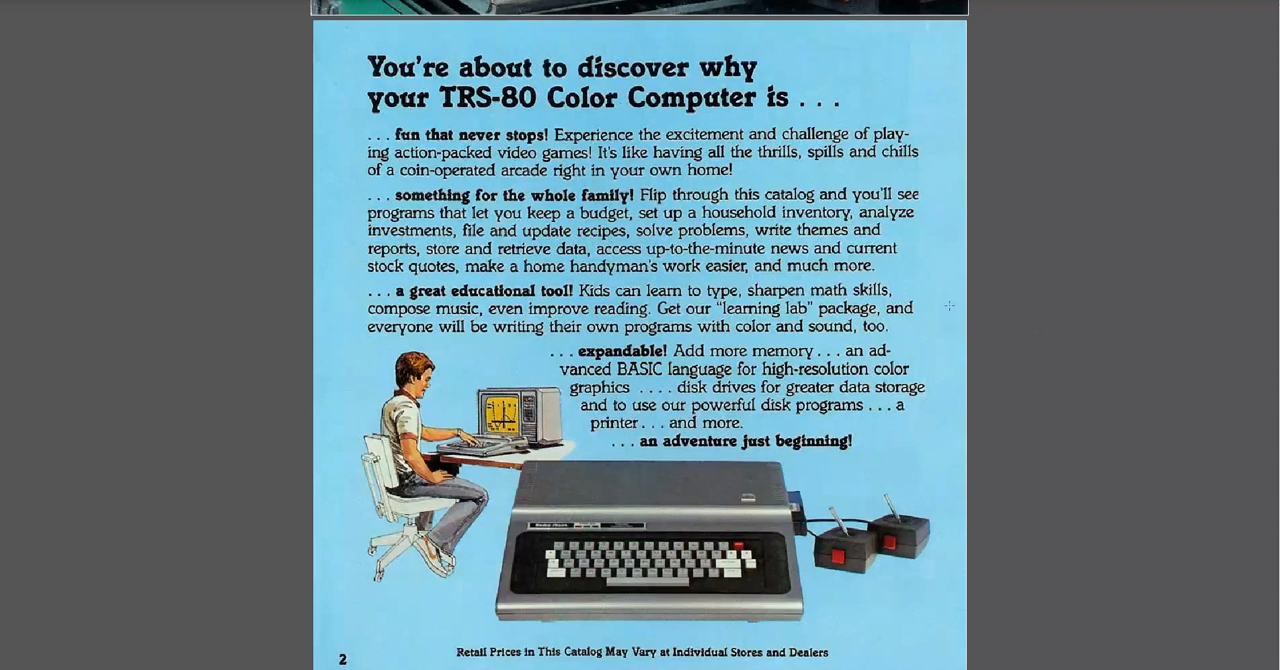 You're about to discover why
your TRS-80 Color Computer is . . .
. . . fun that never stops! Experience the excitement and challenge of play-
ing action-packed video games! It's like having all the thrills, spills and chills
of a coin-operated arcade right in your own home!
. . . something for the whole family! Flip through this catalog and you'll see
programs that let you keep a budget, set up a household inventory, analyze
investments, file and update recipes, solve problems, write themes and
reports, store and retrieve data, access up-to-the-minute news and current
stock quotes, make a home handyman's work easier, and much more.
. . . a great educational tool! Kids can learn to type, sharpen math skills,
compose music, even improve reading. Get our "learning lab" package, and
everyone will be writing their own programs with color and sound, too.
. . . expandable! Add more memory . . . an ad-
vanced BASIC language for high-resolution color
graphics . . . . disk drives for greater data storage
and to use our powerful disk programs . . . a
printer . . . and more.
. . . an adventure just beginning!
Retail Prices in This Catalog May Vary at Individual Stores and Dealers
2